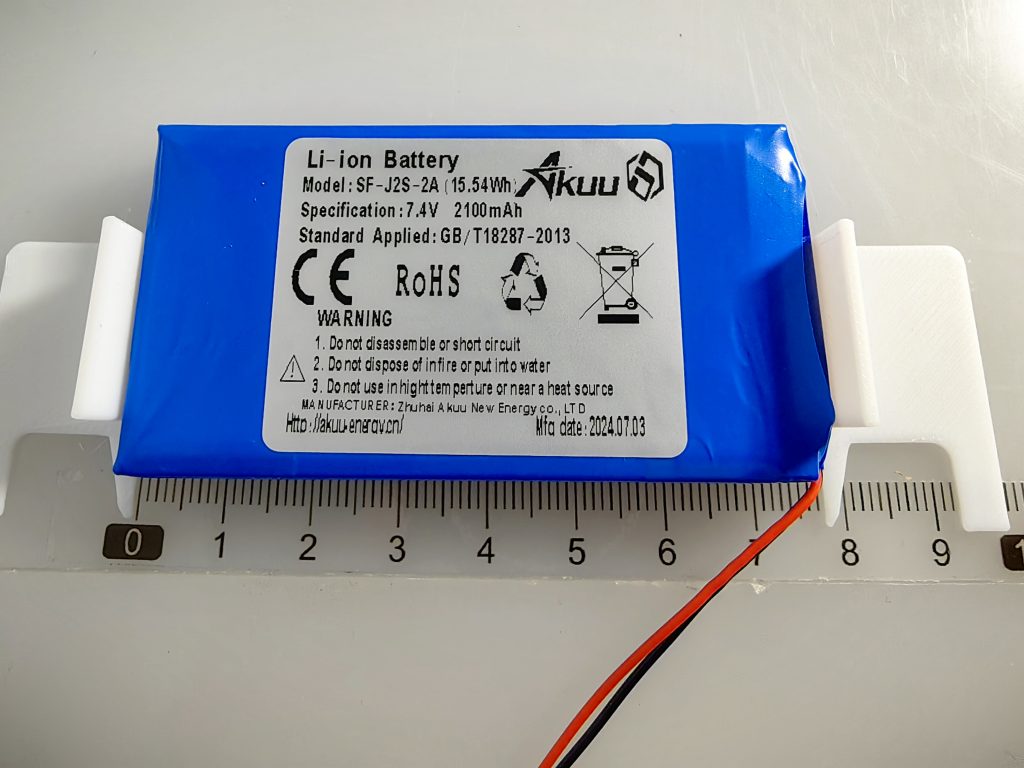 Li-ion Battery
Akuu
Model: SF-J2S-2A (15.54Wh)
Specification:7.4V 2100mAh
Standard Applied: GB/T18287-2013
CE RoHS
WARNING
1. Do not disassemble or short circuit
2. Do not dispose of infire or put into water
3. Do not use in hight temperture or near a heat source
MANUFACTURER: Zhuhai Akuu New Energy co., LTD
Http://akuu-energy.cn/ Mfg date: 2024.07.03
0 1 2 3 4 5 6 7 8 9 1